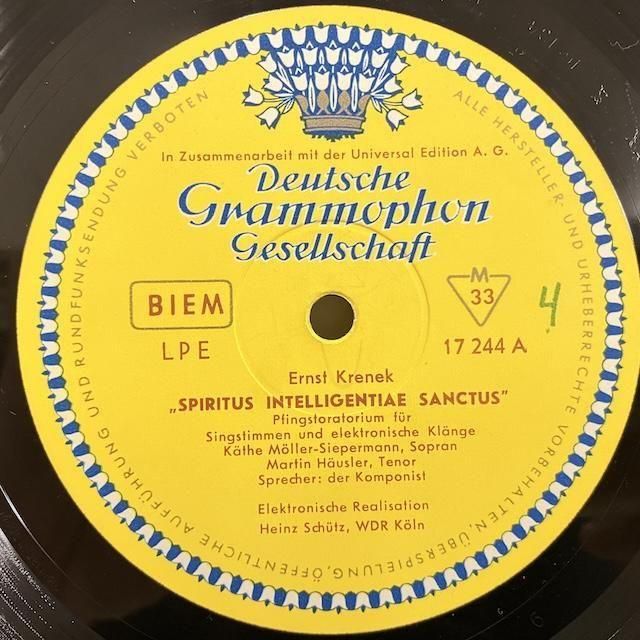 ALLE HERSTELLER- UND URHEBERRECHTE VORBEHALTEN, ÜBERSPIELUNG, ÖFFENTLICHE AUFFÜHRUNG UND RUNDFUNKSENDUNG VERBOTEN
In Zusammenarbeit mit der Universal Edition A. G.
Deutsche
Grammophon
Gesellschaft
BIEM
LPE
M
33
4
17 244 A
Ernst Krenek
„SPIRITUS INTELLIGENTIAE SANCTUS"
Pfingstoratorium für
Singstimmen und elektronische Klänge
Käthe Möller-Siepermann, Sopran
Martin Häusler, Tenor
Sprecher: der Komponist
Elektronische Realisation
Heinz Schütz, WDR Köln